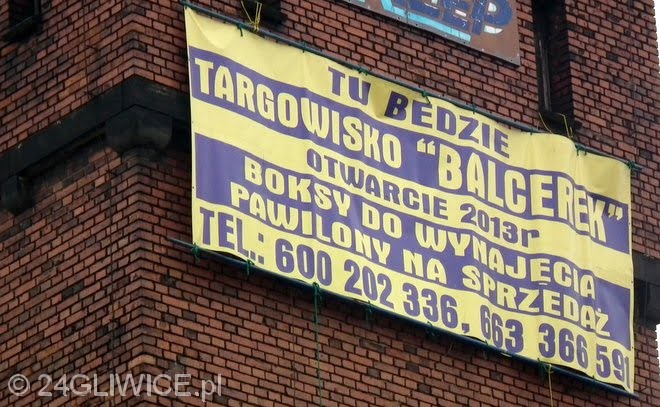 TU BĘDZIE
TARGOWISKO "BALCEREK"
OTWARCIE 2013r
BOKSY DO WYNAJĘCIA
PAWILONY NA SPRZEDAŻ
TEL.: 600 202 336, 663 366 591
© 24GLIWICE.pl